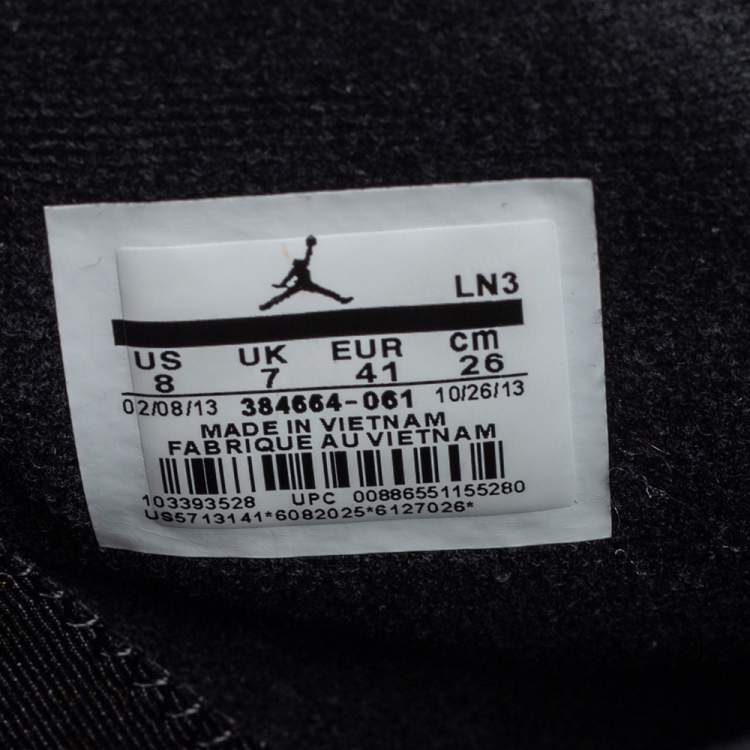 LN3
US UK EUR cm
8 7 41 26
02/08/13 384664-061 10/26/13
MADE IN VIETNAM
FABRIQUE AU VIETNAM
103393528 UPC 00886551155280
US5713141*6082025*6127026*